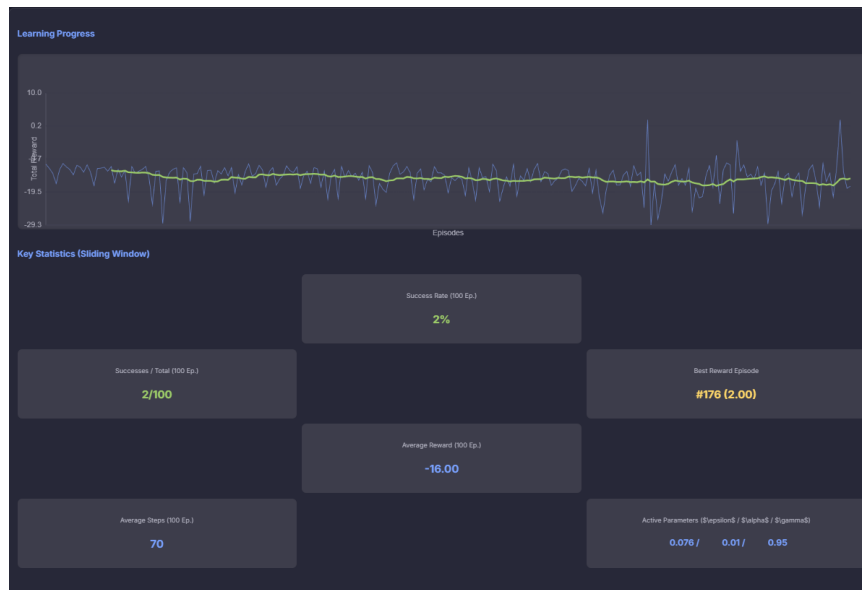 Learning Progress
10.0
0.2
Total Reward
-19.5
-29.3
Episodes
Key Statistics (Sliding Window)
Success Rate (100 Ep.)
2%
Successes / Total (100 Ep.)
2/100
Best Reward Episode
#176 (2.00)
Average Reward (100 Ep.)
-16.00
Average Steps (100 Ep.)
70
Active Parameters ($\epsilon$ / $\alpha$ / $\gamma$)
0.076 / 0.01 / 0.95